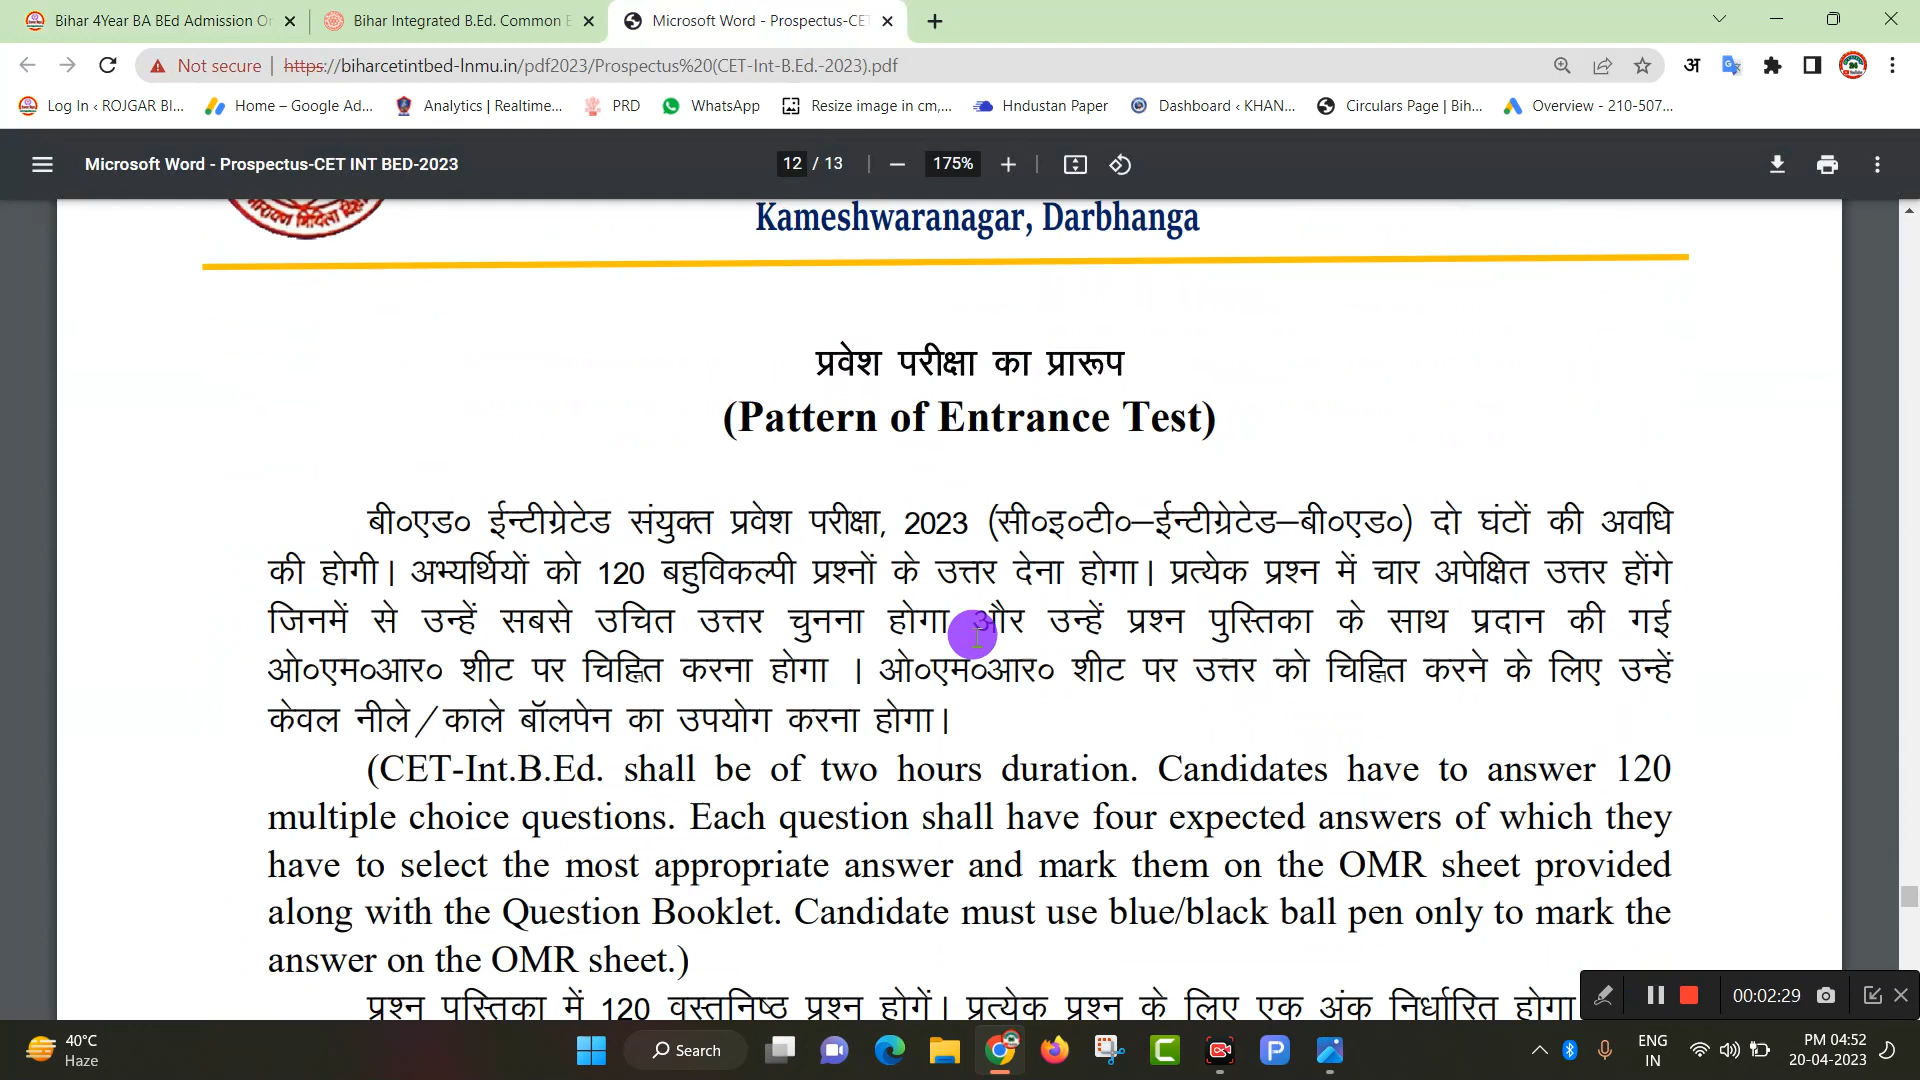 Bihar 4Year BA BEd Admission On
Bihar Integrated B.Ed. Common E
Microsoft Word - Prospectus-CET
Not secure
https://biharcetintbed-lnmu.in/pdf2023/Prospectus%20(CET-Int-B.Ed.-2023).pdf
अ
Log In ‹ ROJGAR BI...
Home – Google Ad...
Analytics | Realtime...
PRD
WhatsApp
Resize image in cm,...
Hndustan Paper
Dashboard ‹ KHAN...
Circulars Page | Bih...
Overview - 210-507...
Microsoft Word - Prospectus-CET INT BED-2023
12 / 13
175%
Kameshwaranagar, Darbhanga
प्रवेश परीक्षा का प्रारूप
(Pattern of Entrance Test)
बी०एड० ईन्टीग्रेटेड संयुक्त प्रवेश परीक्षा, 2023 (सी०इ०टी०–ईन्टीग्रेटेड–बी०एड०) दो घंटों की अवधि
की होगी। अभ्यर्थियों को 120 बहुविकल्पी प्रश्नों के उत्तर देना होगा। प्रत्येक प्रश्न में चार अपेक्षित उत्तर होंगे
जिनमें से उन्हें सबसे उचित उत्तर चुनना होगा और उन्हें प्रश्न पुस्तिका के साथ प्रदान की गई
ओ०एम०आर० शीट पर चिह्नित करना होगा । ओ०एम०आर० शीट पर उत्तर को चिह्नित करने के लिए उन्हें
केवल नीले/काले बॉलपेन का उपयोग करना होगा।
(CET-Int.B.Ed. shall be of two hours duration. Candidates have to answer 120
multiple choice questions. Each question shall have four expected answers of which they
have to select the most appropriate answer and mark them on the OMR sheet provided
along with the Question Booklet. Candidate must use blue/black ball pen only to mark the
answer on the OMR sheet.)
प्रश्न पुस्तिका में 120 वस्तुनिष्ठ प्रश्न होगें। प्रत्येक प्रश्न के लिए एक अंक निर्धारित होगा
00:02:29
40°C
Haze
Search
ENG
IN
PM 04:52
20-04-2023